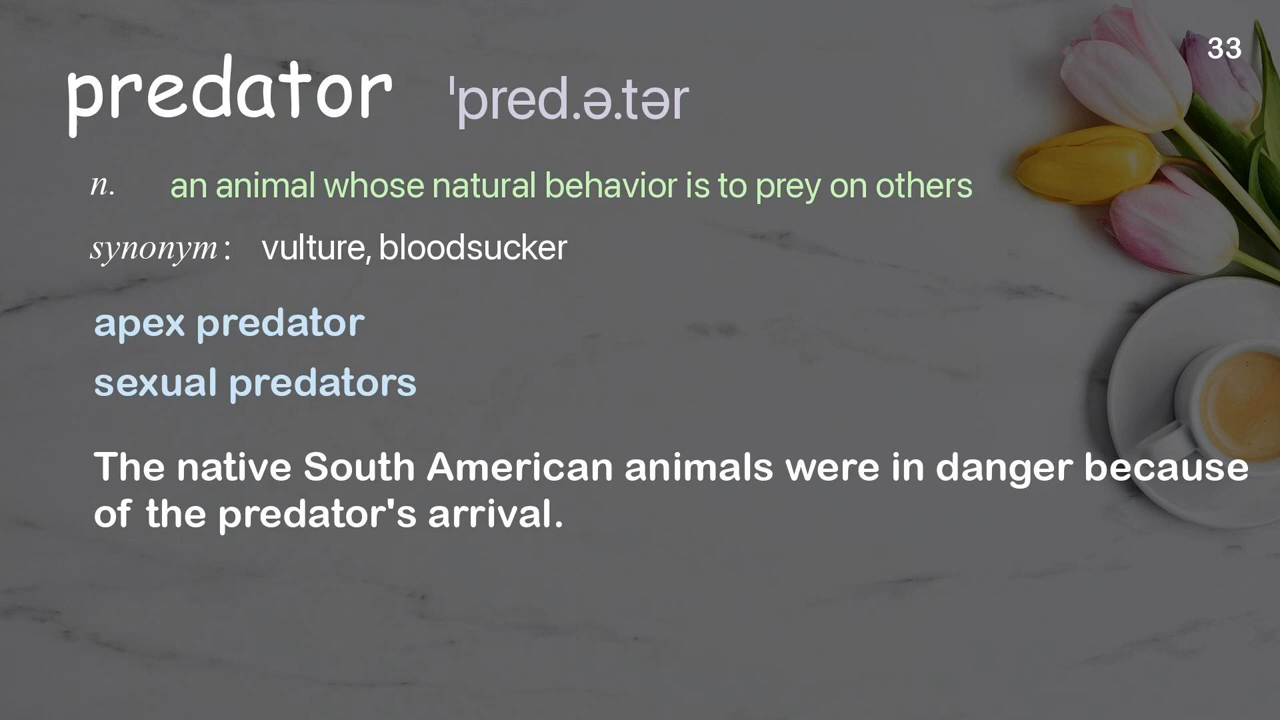 33
predator ˈpred.ə.tər
n. an animal whose natural behavior is to prey on others
synonym: vulture, bloodsucker
apex predator
sexual predators
The native South American animals were in danger because
of the predator's arrival.